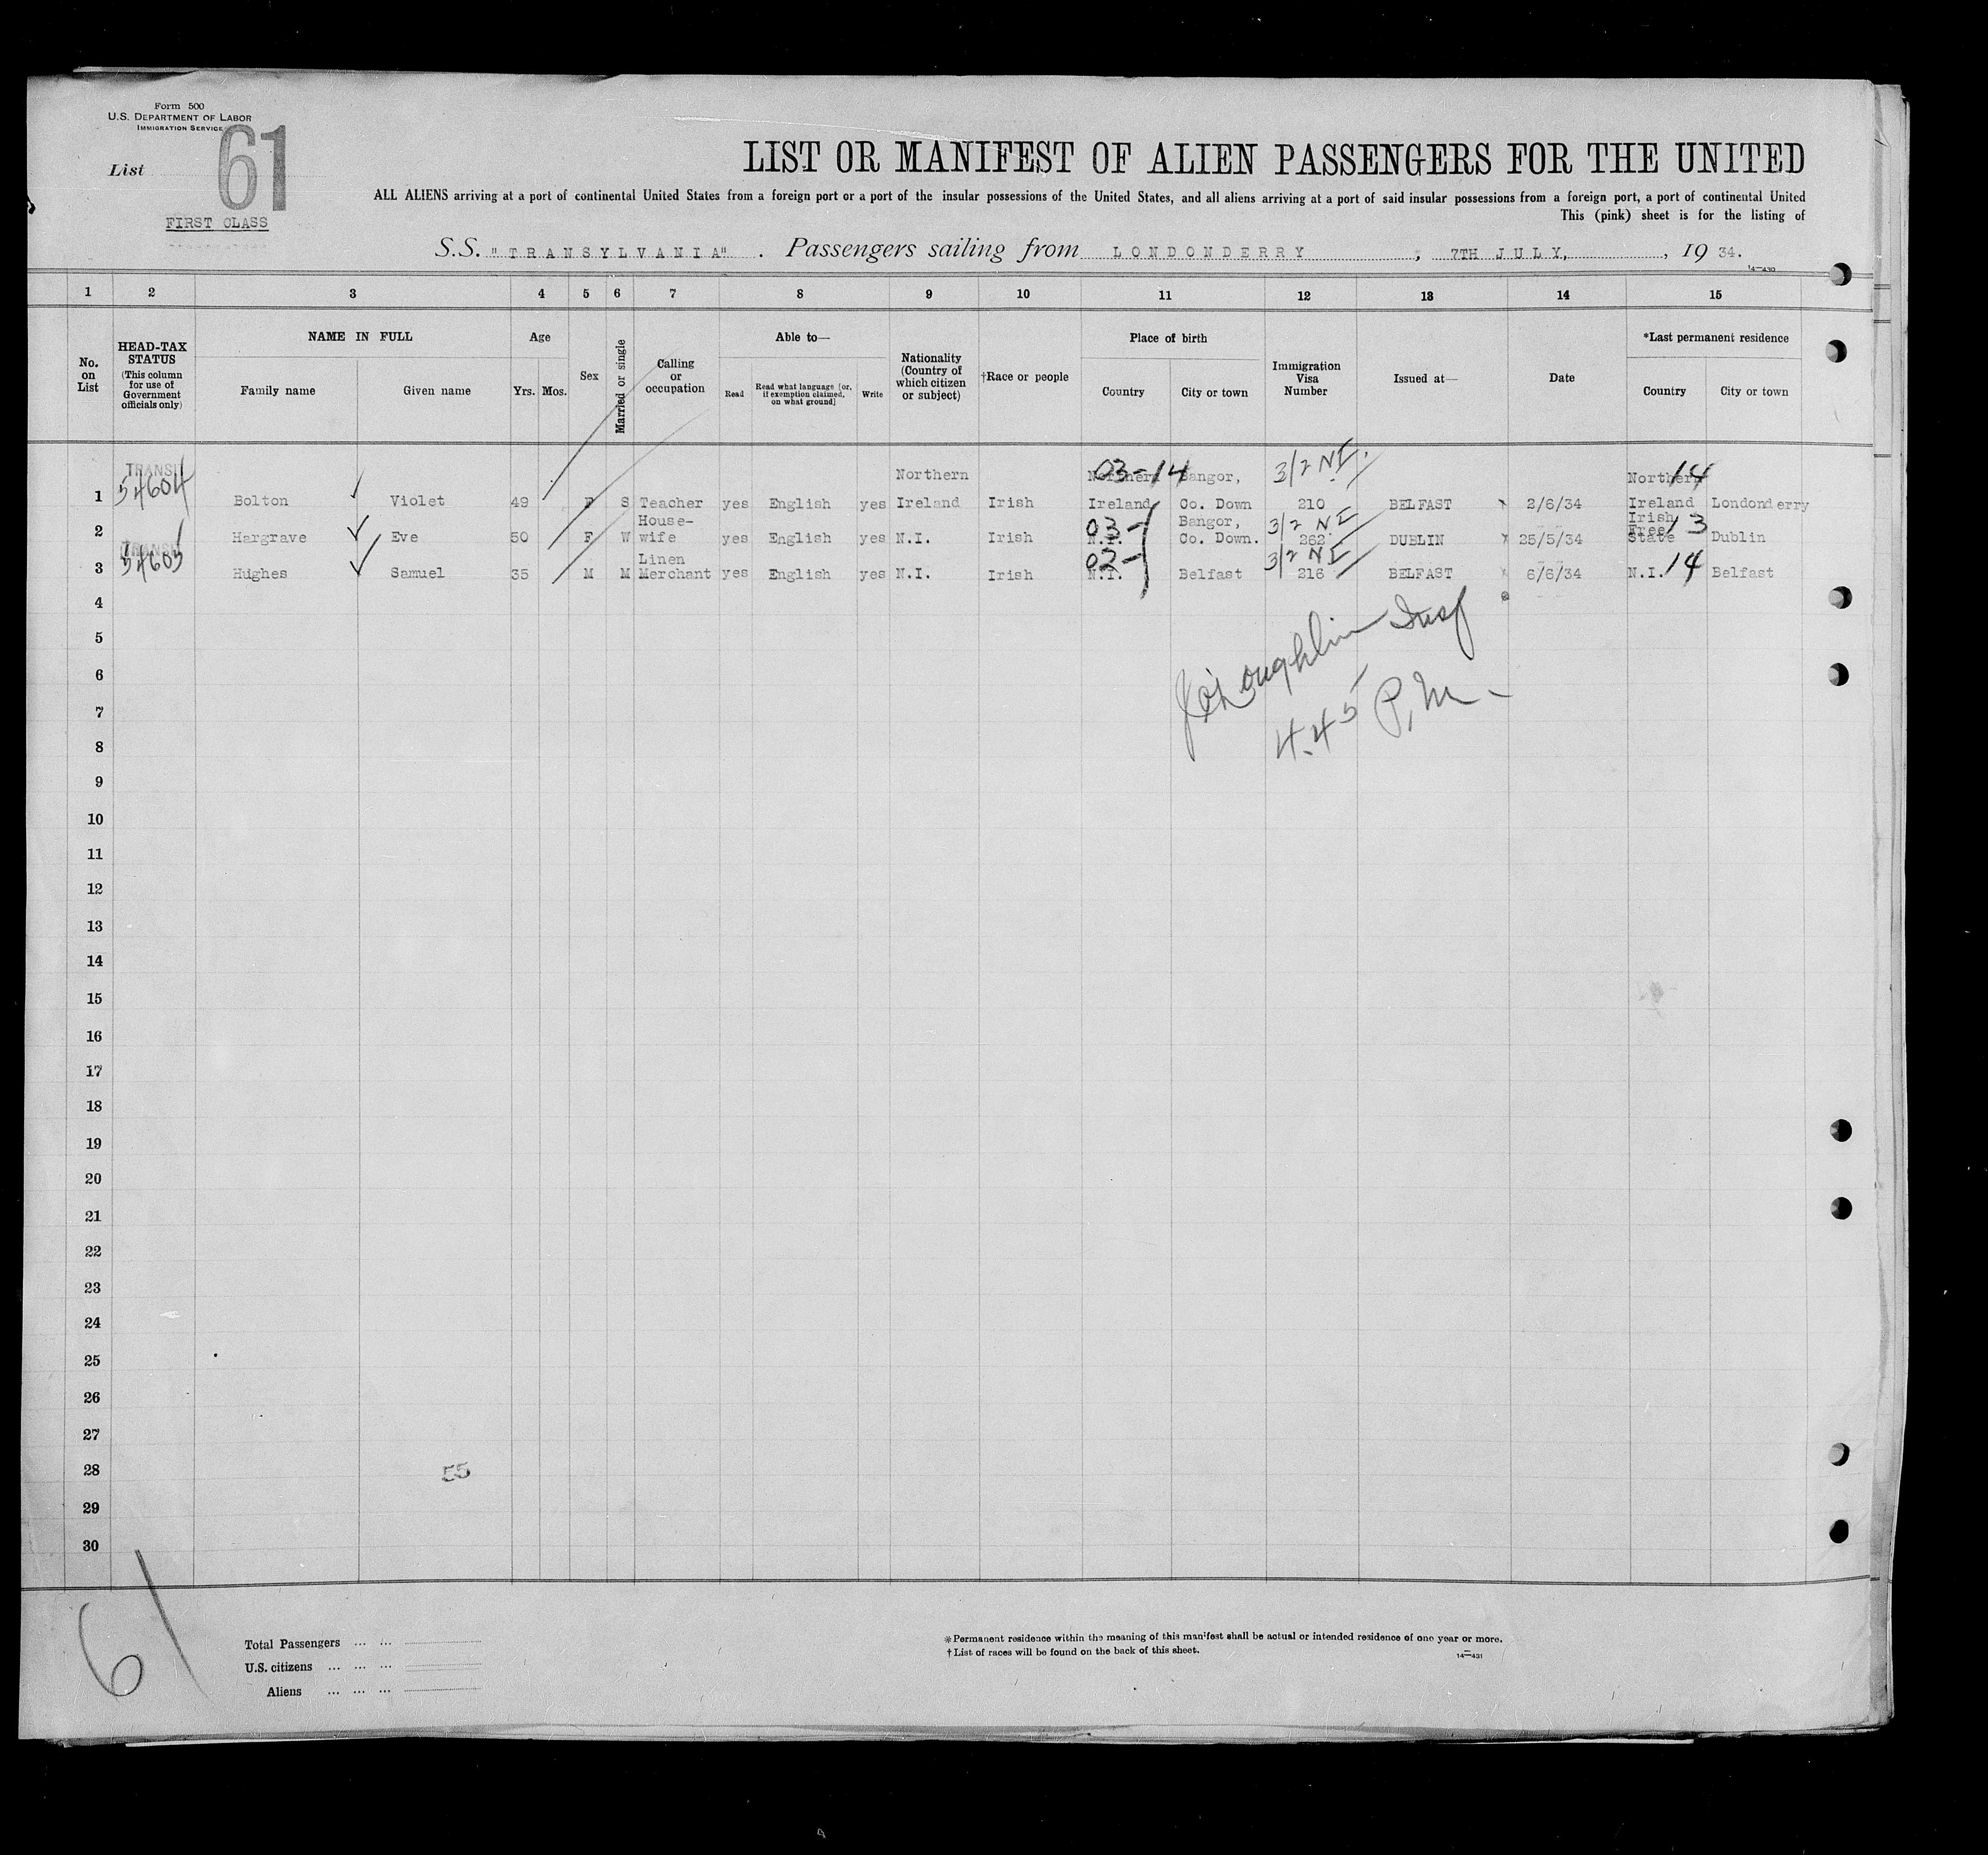 Form 500
U.S. DEPARTMENT OF LABOR
IMMIGRATION SERVICE
List 61
FIRST CLASS
LIST OR MANIFEST OF ALIEN PASSENGERS FOR THE UNITED
ALL ALIENS arriving at a port of continental United States from a foreign port or a port of the insular possessions of the United States, and all aliens arriving at a port of said insular possessions from a foreign port, a port of continental United
This (pink) sheet is for the listing of
S.S. "TRANSYLVANIA". Passengers sailing from LONDONDERRY, 7TH JULY, 1934.
14—430
1 2 3 4 5 6 7 8 9 10 11 12 13 14 15
No. on List
HEAD-TAX STATUS (This column for use of Government officials only)
NAME IN FULL
Family name Given name
Age
Yrs. Mos.
Sex
Married or single
Calling or occupation
Able to—
Read
Read what language [or, if exemption claimed, on what ground]
Write
Nationality (Country of which citizen or subject)
†Race or people
Place of birth
Country City or town
Immigration Visa Number
Issued at—
Date
*Last permanent residence
Country City or town
TRANSIT Northern 03-14 Northern Bangor, 3/2 NI. Northern 14
54604
1 Bolton Violet 49 F S Teacher yes English yes Ireland Irish Ireland Co. Down 210 BELFAST 2/6/34 Ireland Londonderry
House- 03- Bangor, 3/2 NI Irish Free 13
2 Hargrave Eve 50 F W wife yes English yes N.I. Irish N.I. Co. Down. 262 DUBLIN 25/5/34 State Dublin
TRANSIT Linen 02- 3/2 NI
54605
3 Hughes Samuel 35 M M Merchant yes English yes N.I. Irish N.I. Belfast 216 BELFAST 6/6/34 N.I. 14 Belfast
4
5
6
7
8
9
10
11
12
13
14
15
16
17
18
19
20
21
22
23
24
25
26
27
28
29
30
4.45 P.M.
55
61
Total Passengers ... ...
U.S. citizens ... ... ...
Aliens ... ... ...
*Permanent residence within the meaning of this manifest shall be actual or intended residence of one year or more.
†List of races will be found on the back of this sheet.
14—431